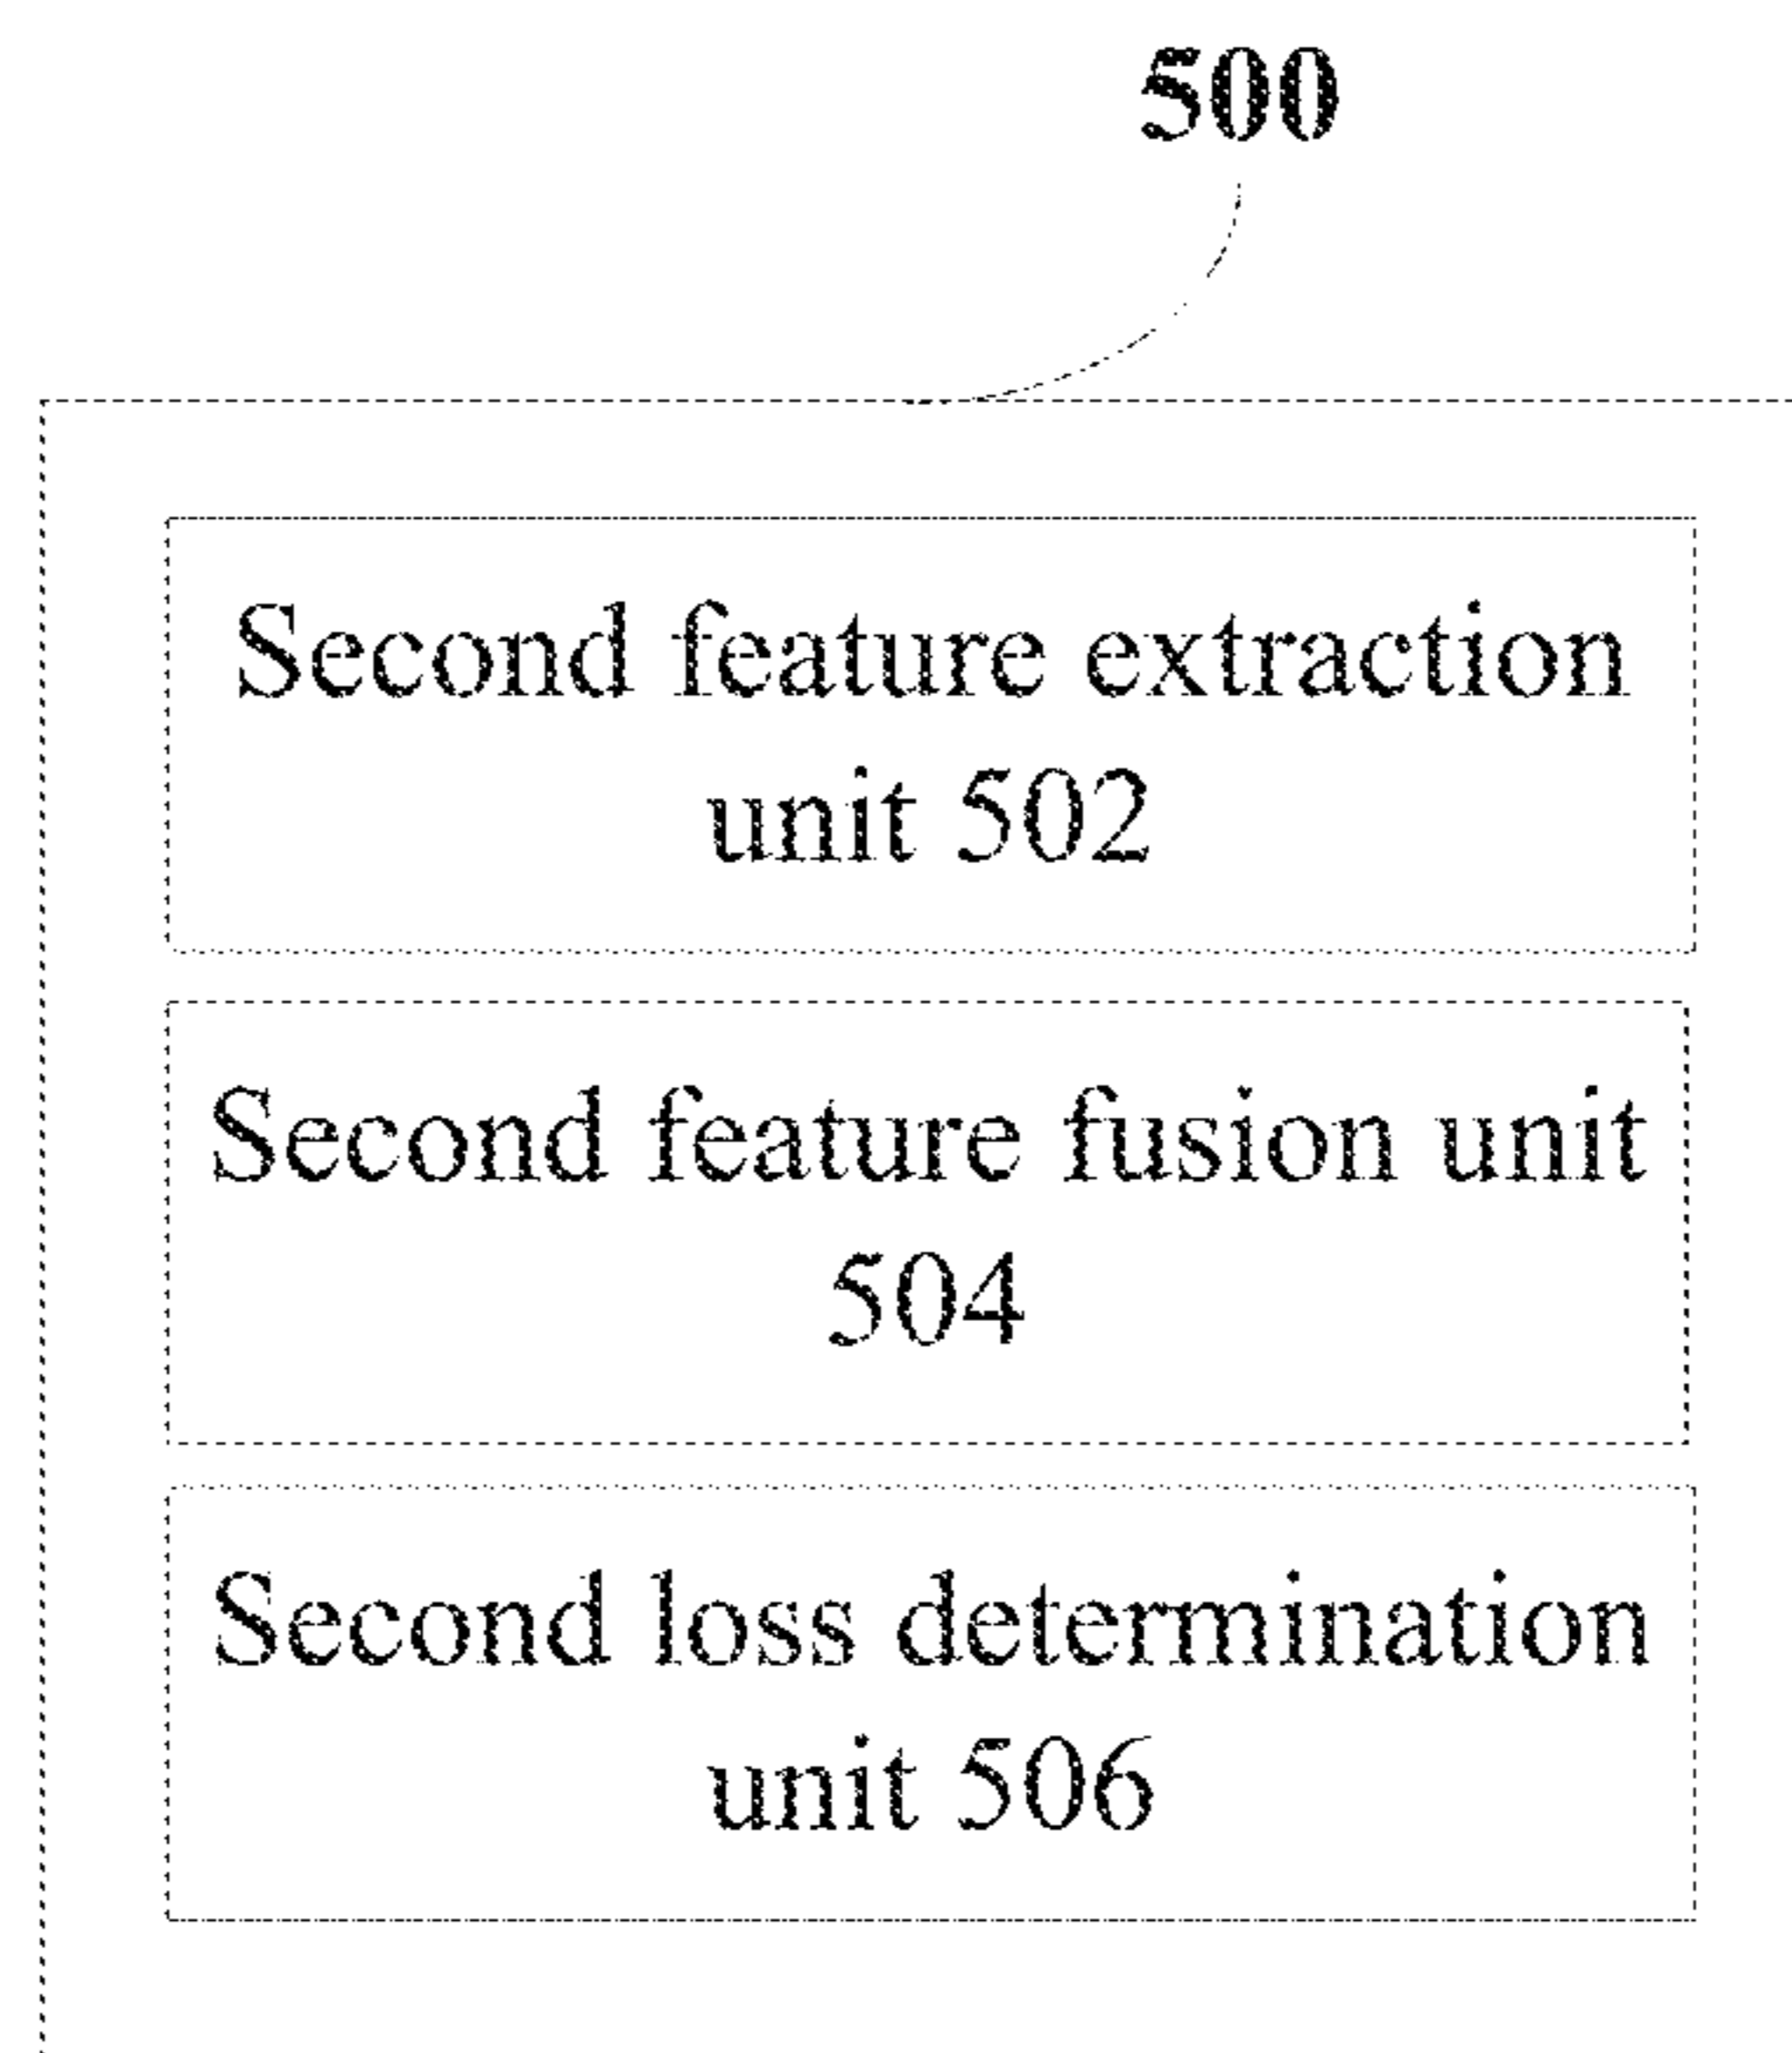 500
Second feature extraction
unit 502
Second feature fusion unit
504
Second loss determination
unit 506